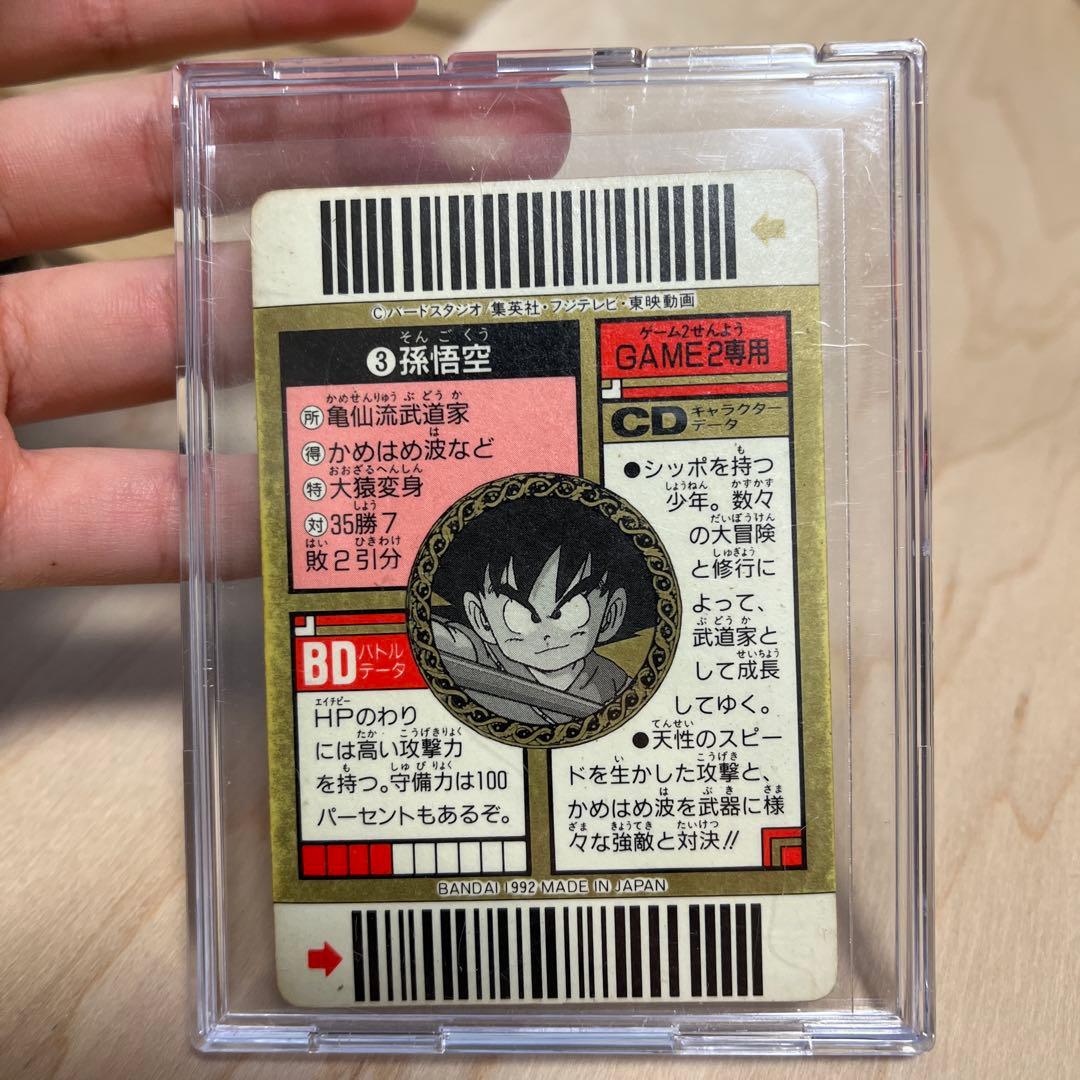 Ⓒバードスタジオ/集英社・フジテレビ・東映動画
そんごくう
③孫悟空
かめせんりゅうぶどうか
㊟亀仙流武道家
は
得かめはめ波など
おおざるへんしん
特大猿変身
しょう
対35勝7
はい ひきわけ
敗2引分
BDバトル
データ
エイチピー
HPのわり
たか こうげきりょく
には高い攻撃力
も しゅびりょく
を持つ。守備力は100
パーセントもあるぞ。
ゲーム2せんよう
GAME2専用
CDキャラクター
データ
も
●シッポを持つ
しょうねん かずかず
少年。数々
だいぼうけん
の大冒険
しゅぎょう
と修行に
よって、
ぶどうか
武道家と
せいちょう
して成長
してゆく。
てんせい
●天性のスピー
い こうげき
ドを生かした攻撃と、
は ぶき さま
かめはめ波を武器に様
ざま きょうてき たいけつ
々な強敵と対決!!
BANDAI 1992 MADE IN JAPAN